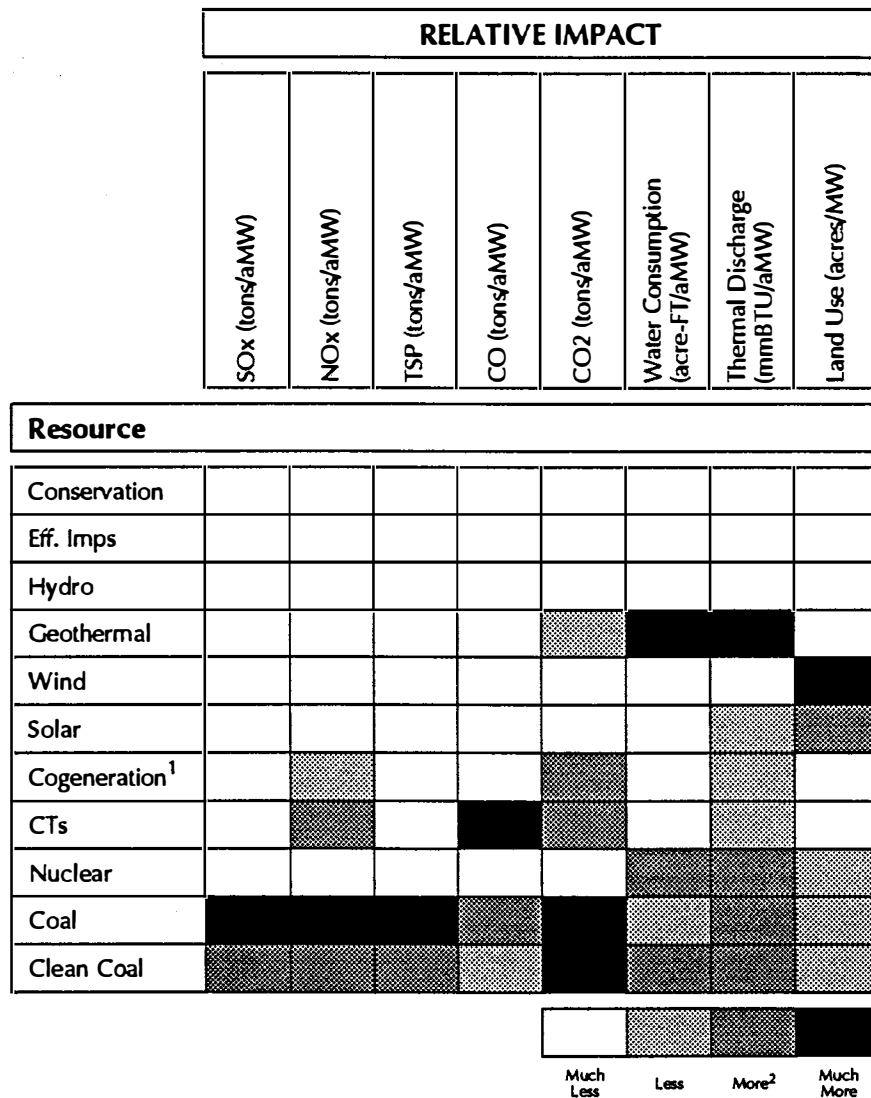 RELATIVE IMPACT
SOx (tons/aMW)
NOx (tons/aMW)
TSP (tons/aMW)
CO (tons/aMW)
CO2 (tons/aMW)
Water Consumption
(acre-FT/aMW)
Thermal Discharge
(mmBTU/aMW)
Land Use (acres/MW)
Resource
Conservation
Eff. Imps
Hydro
Geothermal
Wind
Solar
Cogeneration1
CTs
Nuclear
Coal
Clean Coal
Much Less
Less
More2
Much More